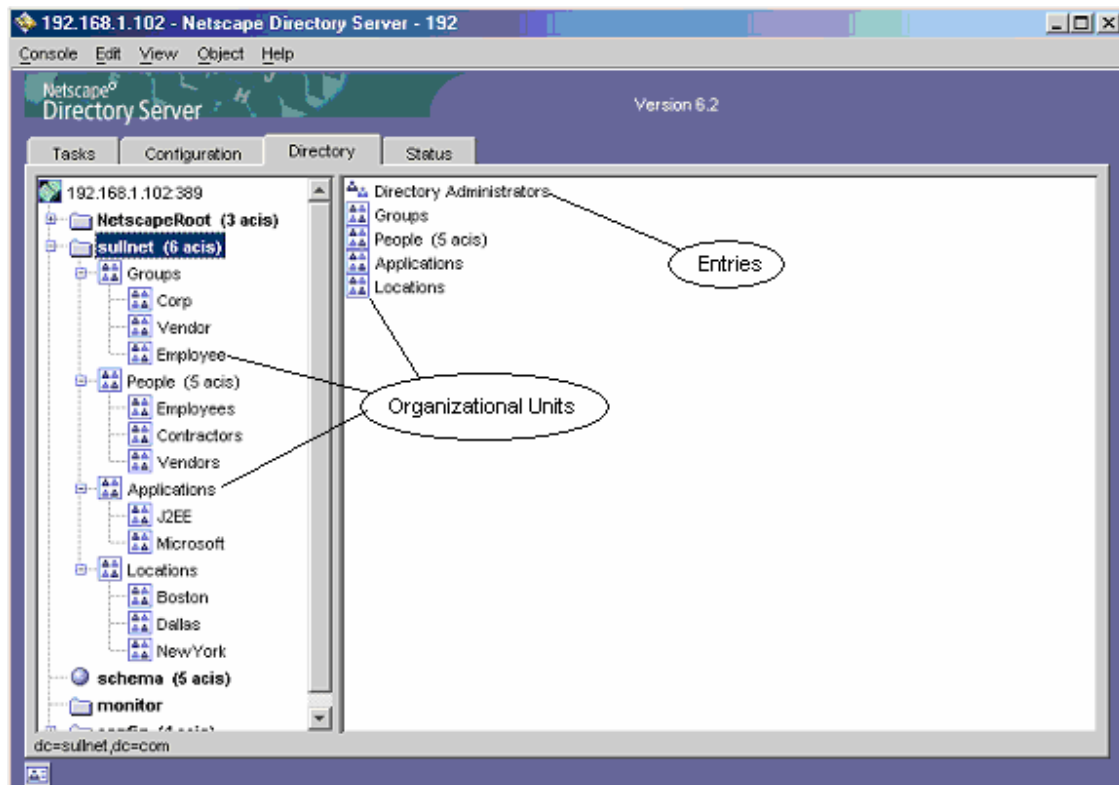 192.168.1.102 - Netscape Directory Server - 192
Console Edit View Object Help
Netscape
Directory Server
Version 6.2
Tasks Configuration Directory Status
192.168.1.102:389
NetscapeRoot (3 acis)
sullnet (6 acis)
Groups
Corp
Vendor
Employee
People (5 acis)
Employees
Contractors
Vendors
Applications
J2EE
Microsoft
Locations
Boston
Dallas
NewYork
schema (5 acis)
monitor
Directory Administrators
Groups
People (5 acis)
Applications
Locations
Entries
Organizational Units
dc=sullnet,dc=com